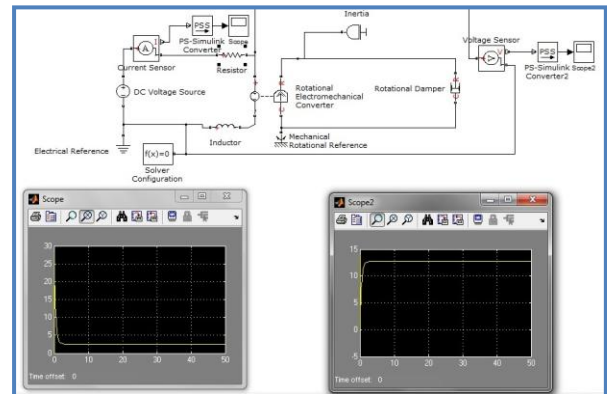 Inertia
PSS
PS-Simulink
Converter
Scope
I
A
Current Sensor
Resistor
Voltage Sensor
V
PSS
PS-Simulink
Converter2
Scope2
DC Voltage Source
Rotational
Electromechanical
Converter
Rotational Damper
Inductor
Mechanical
Rotational Reference
Electrical Reference
f(x)=0
Solver
Configuration
Scope
30
25
20
15
10
5
0
0 10 20 30 40 50
Time offset: 0
Scope2
15
10
5
0
-5
0 10 20 30 40 50
Time offset: 0